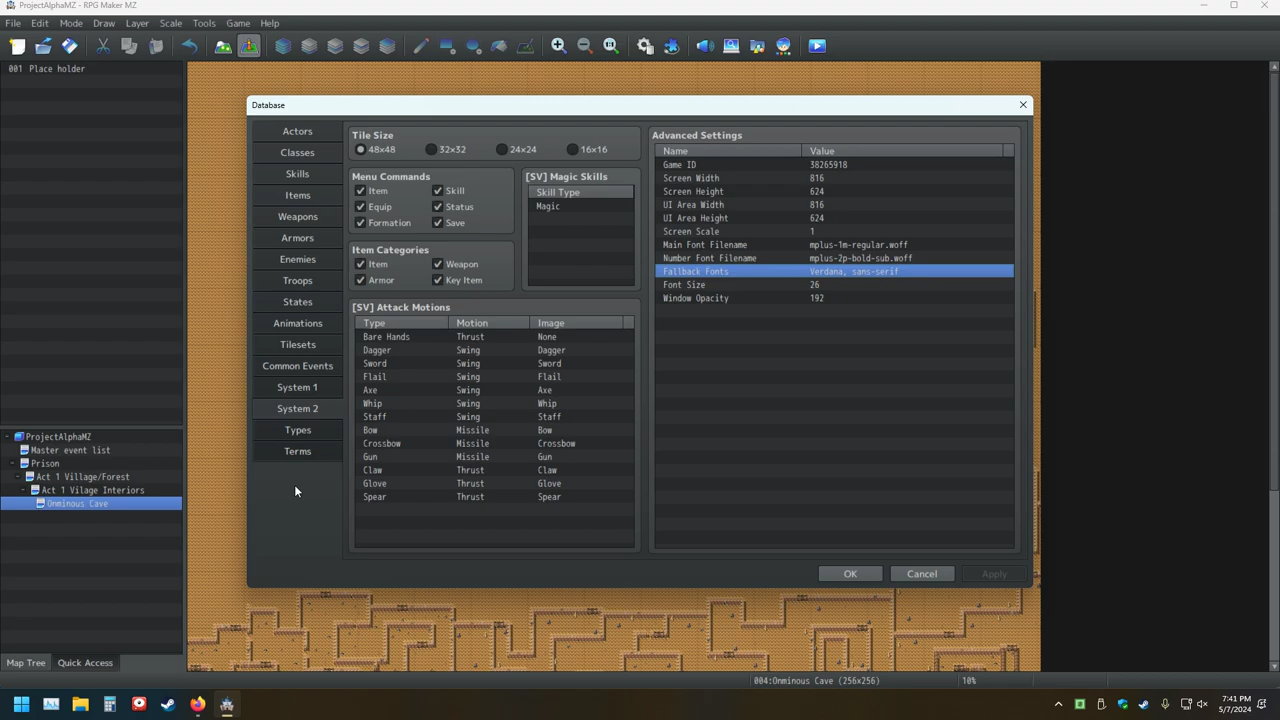 ProjectAlphaMZ - RPG Maker MZ
File Edit Mode Draw Layer Scale Tools Game Help
001 Place holder
Database
Actors
Classes
Skills
Items
Weapons
Armors
Enemies
Troops
States
Animations
Tilesets
Common Events
System 1
System 2
Types
Terms
Tile Size
48x48 32x32 24x24 16x16
Menu Commands
Item Skill
Equip Status
Formation Save
[SV] Magic Skills
Skill Type
Magic
Item Categories
Item Weapon
Armor Key Item
[SV] Attack Motions
Type Motion Image
Bare Hands Thrust None
Dagger Swing Dagger
Sword Swing Sword
Flail Swing Flail
Axe Swing Axe
Whip Swing Whip
Staff Swing Staff
Bow Missile Bow
Crossbow Missile Crossbow
Gun Missile Gun
Claw Thrust Claw
Glove Thrust Glove
Spear Thrust Spear
Advanced Settings
Name Value
Game ID 38265918
Screen Width 816
Screen Height 624
UI Area Width 816
UI Area Height 624
Screen Scale 1
Main Font Filename mplus-1m-regular.woff
Number Font Filename mplus-2p-bold-sub.woff
Fallback Fonts Verdana, sans-serif
Font Size 26
Window Opacity 192
OK Cancel Apply
ProjectAlphaMZ
Master event list
Prison
Act 1 Village/Forest
Act 1 Vilage Interiors
Onminous Cave
Map Tree Quick Access
004:Onminous Cave (256x256) 10%
7:41 PM
5/7/2024